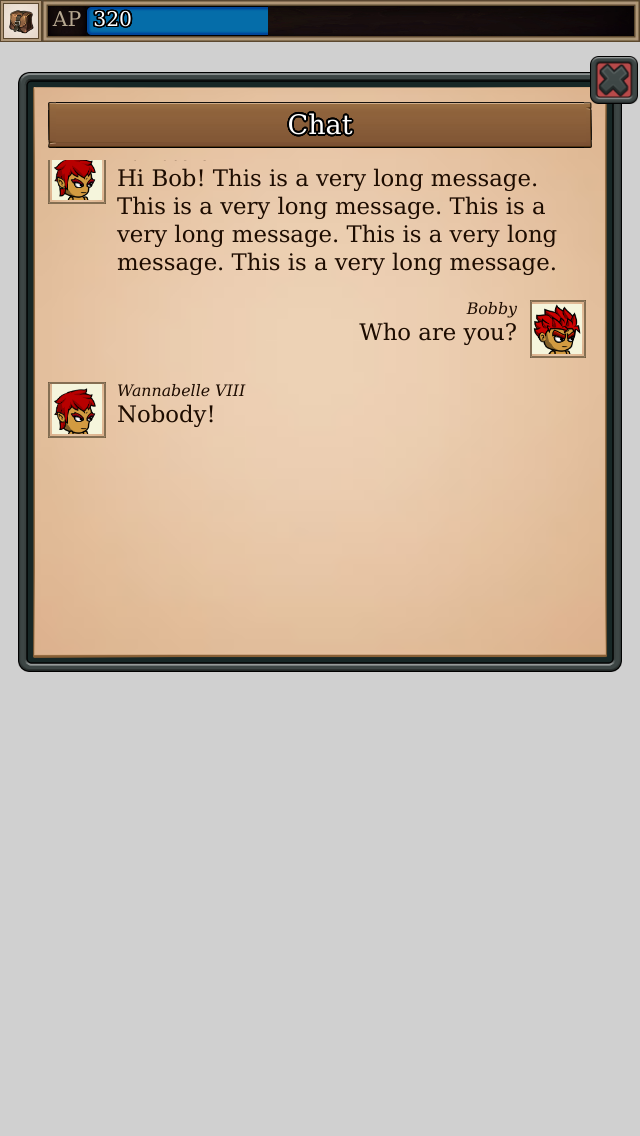 AP 320
Chat
Hi Bob! This is a very long message.
This is a very long message. This is a
very long message. This is a very long
message. This is a very long message.
Bobby
Who are you?
Wannabelle VIII
Nobody!